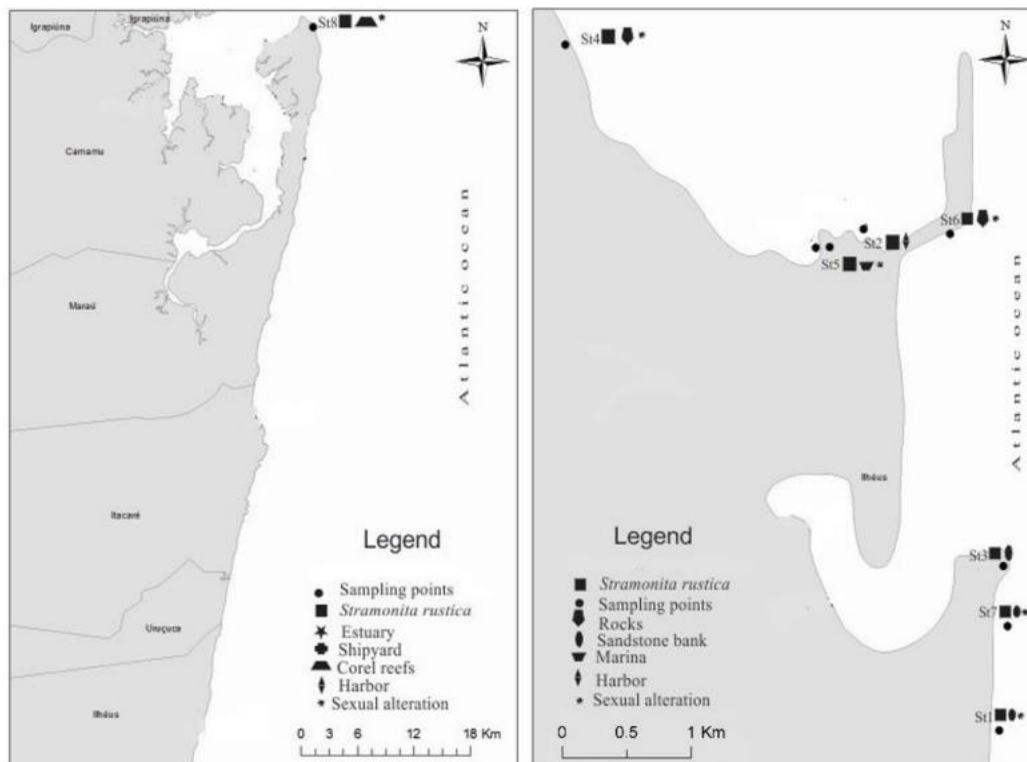 Igrapiúna
Igrapiúna
St8
N
Camamu
Atlantic ocean
Maraú
Itacaré
Uruçuca
Ilhéus
Legend
Sampling points
Stramonita rustica
Estuary
Shipyard
Corel reefs
Harbor
Sexual alteration
0 3 6 12 18 Km
St4
N
St6
St2
St5
Atlantic ocean
Ilhéus
St3
St7
St1
Legend
Stramonita rustica
Sampling points
Rocks
Sandstone bank
Marina
Harbor
Sexual alteration
0 0.5 1 Km